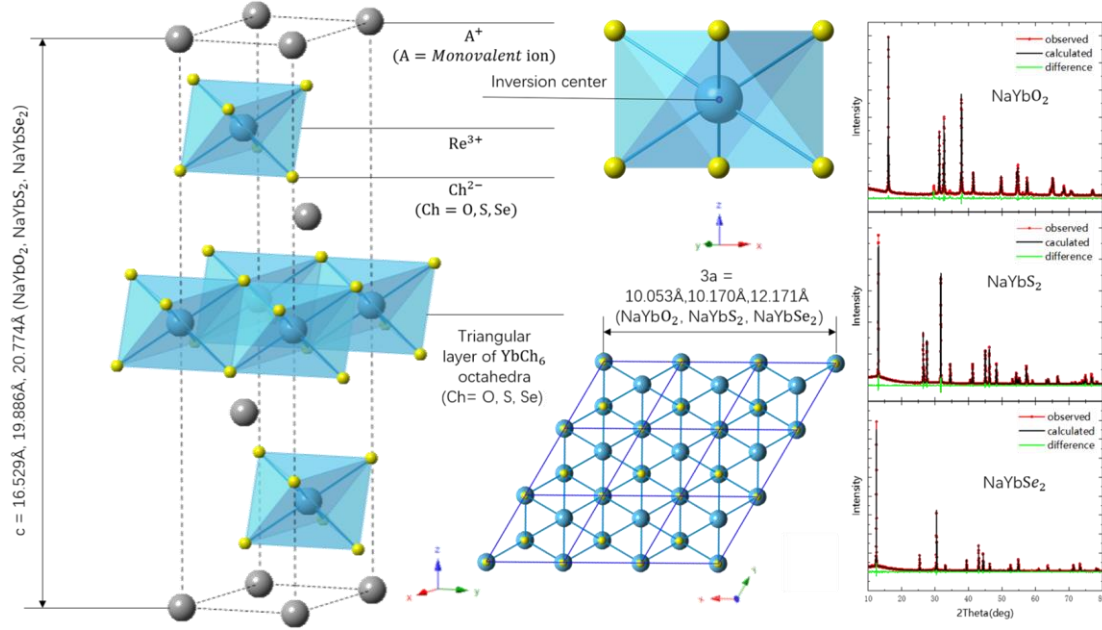 c = 16.529Å, 19.886Å, 20.774Å (NaYbO₂, NaYbS₂, NaYbSe₂)
A⁺
(A = Monovalent ion)
Inversion center
Re³⁺
Ch²⁻
(Ch = O, S, Se)
Triangular
layer of YbCh₆
octahedra
(Ch= O, S, Se)
z
x
y
z
y
x
3a =
10.053Å,10.170Å,12.171Å
(NaYbO₂, NaYbS₂, NaYbSe₂)
x
Y
z
observed
calculated
difference
NaYbO₂
Intensity
observed
caculated
difference
NaYbS₂
Intensity
observed
calculated
difference
NaYbSe₂
Intensity
10 20 30 40 50 60 70 80
2Theta(deg)